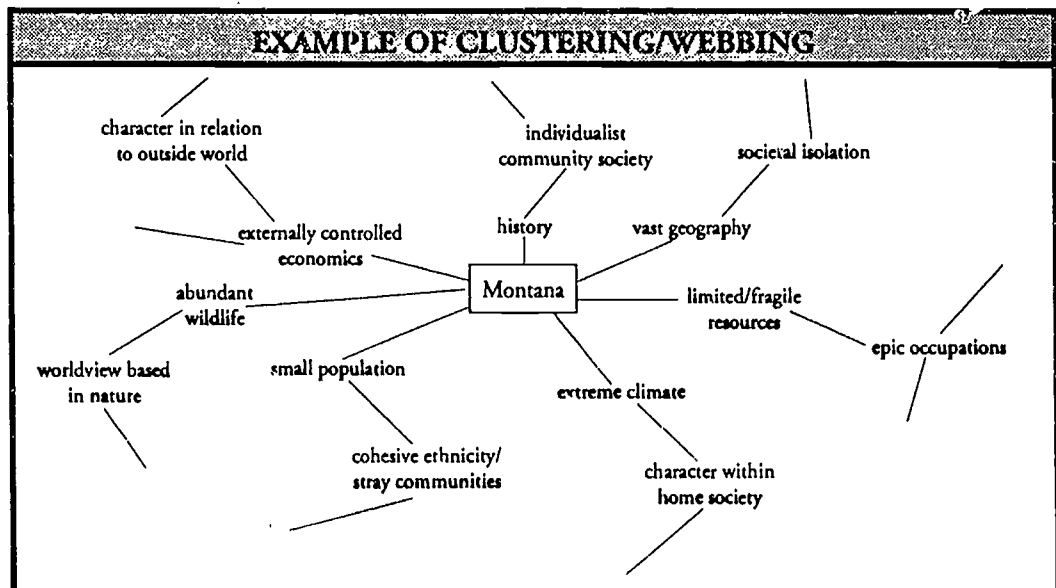 EXAMPLE OF CLUSTERING/WEBBING
character in relation
to outside world
individualist
community society
societal isolation
externally controlled
economics
history
vast geography
abundant
wildlife
Montana
limited/fragile
resources
worldview based
in nature
small population
epic occupations
extreme climate
cohesive ethnicity/
stray communities
character within
home society